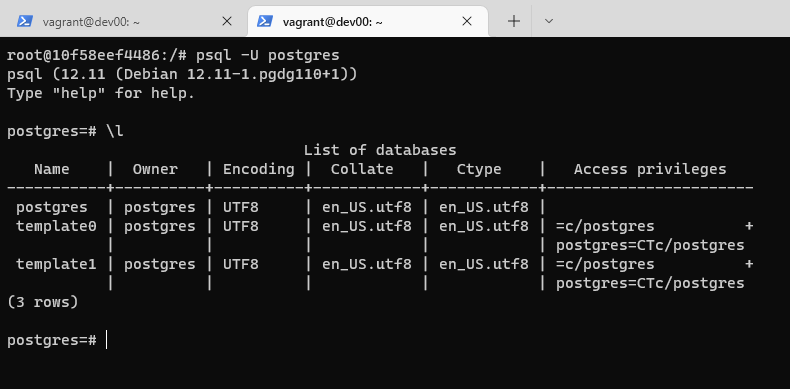 vagrant@dev00: ~ vagrant@dev00: ~
root@10f58eef4486:/# psql -U postgres
psql (12.11 (Debian 12.11-1.pgdg110+1))
Type "help" for help.
postgres=# \l
List of databases
Name | Owner | Encoding | Collate | Ctype | Access privileges
-----------+----------+----------+------------+------------+-----------------------
postgres | postgres | UTF8 | en_US.utf8 | en_US.utf8 |
template0 | postgres | UTF8 | en_US.utf8 | en_US.utf8 | =c/postgres +
| | | | | postgres=CTc/postgres
template1 | postgres | UTF8 | en_US.utf8 | en_US.utf8 | =c/postgres +
| | | | | postgres=CTc/postgres
(3 rows)
postgres=#